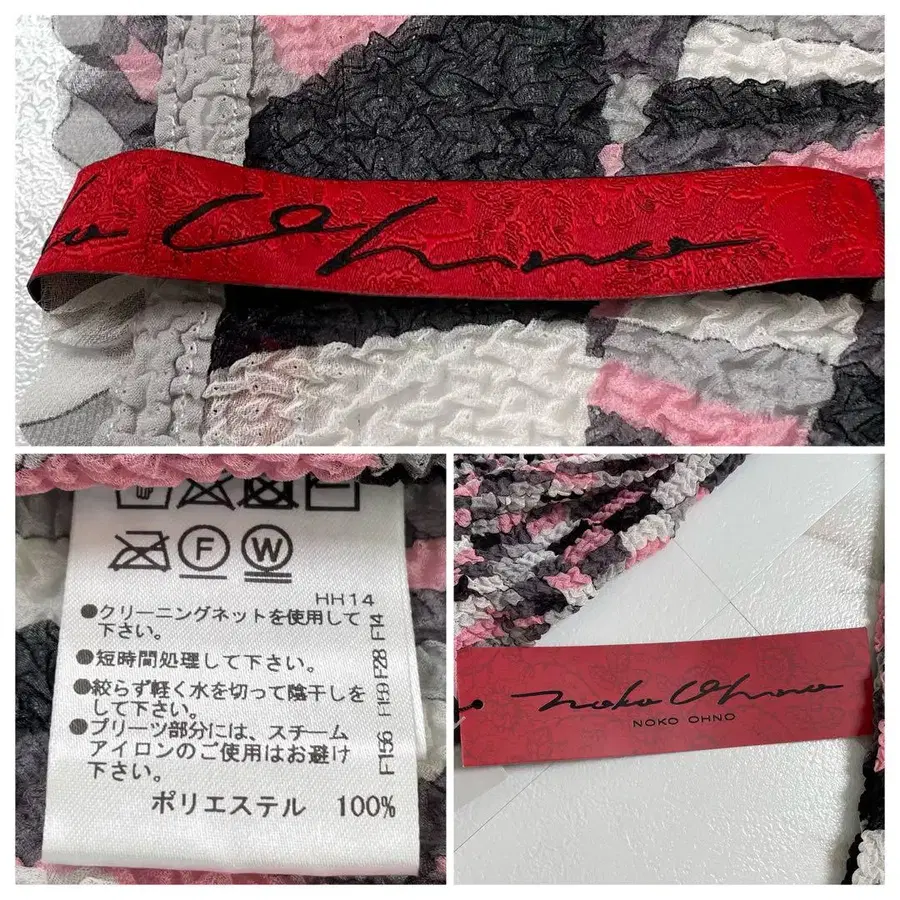 Ohno
F
W
HH14
●クリーニングネットを使用して
下さい。
●短時間処理して下さい。
●絞らず軽く水を切って陰干しを
して下さい。
●プリーツ部分には、スチーム
アイロンのご使用はお避け
下さい。
ポリエステル 100%
F156 F159 F28 F14
Noko Ohno
NOKO OHNO